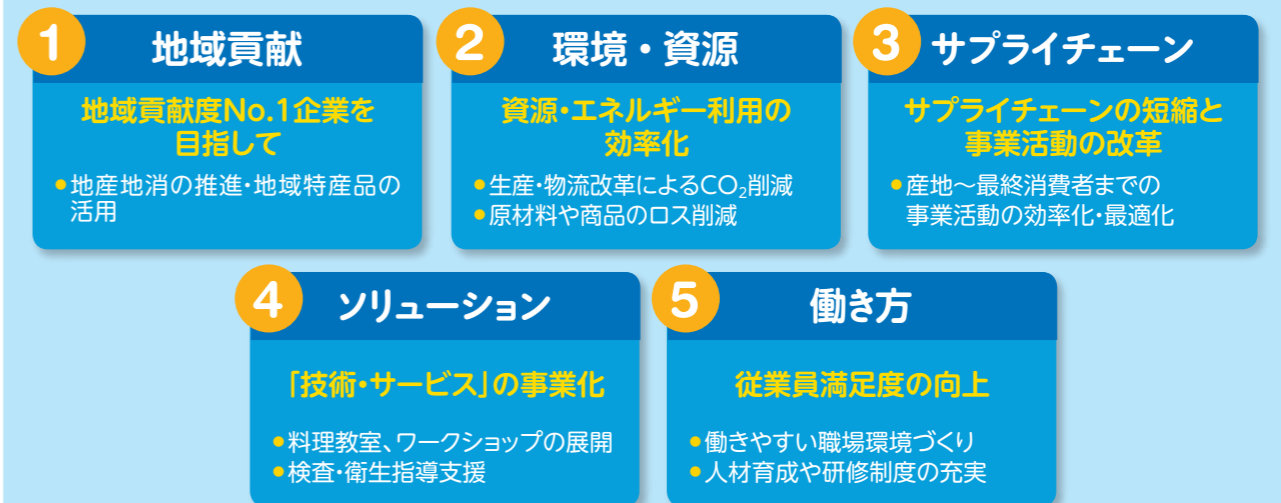 1 地域貢献
地域貢献度No.1企業を
目指して
●地産地消の推進・地域特産品の
活用
2 環境・資源
資源・エネルギー利用の
効率化
●生産・物流改革によるCO₂削減
●原材料や商品のロス削減
3 サプライチェーン
サプライチェーンの短縮と
事業活動の改革
●産地～最終消費者までの
事業活動の効率化・最適化
4 ソリューション
「技術・サービス」の事業化
●料理教室、ワークショップの展開
●検査・衛生指導支援
5 働き方
従業員満足度の向上
●働きやすい職場環境づくり
●人材育成や研修制度の充実